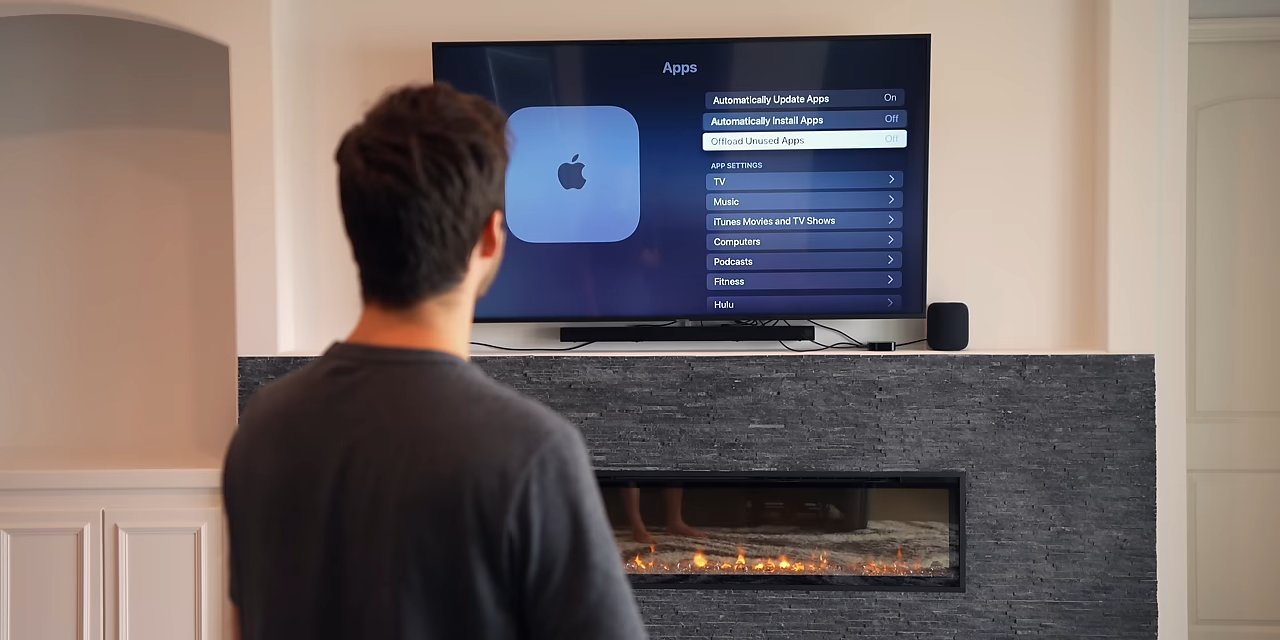 Apps
Automatically Update Apps On
Automatically Install Apps Off
Offload Unused Apps Off
APP SETTINGS
TV
Music
iTunes Movies and TV Shows
Computers
Podcasts
Fitness
Hulu